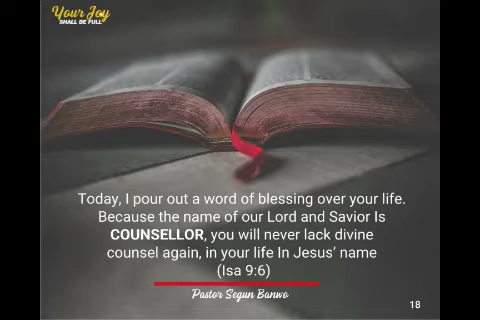 Your Joy
SHALL BE FULL
Today, I pour out a word of blessing over your life.
Because the name of our Lord and Savior Is
COUNSELLOR, you will never lack divine
counsel again, in your life In Jesus' name
(Isa 9:6)
Pastor Segun Banwo
18